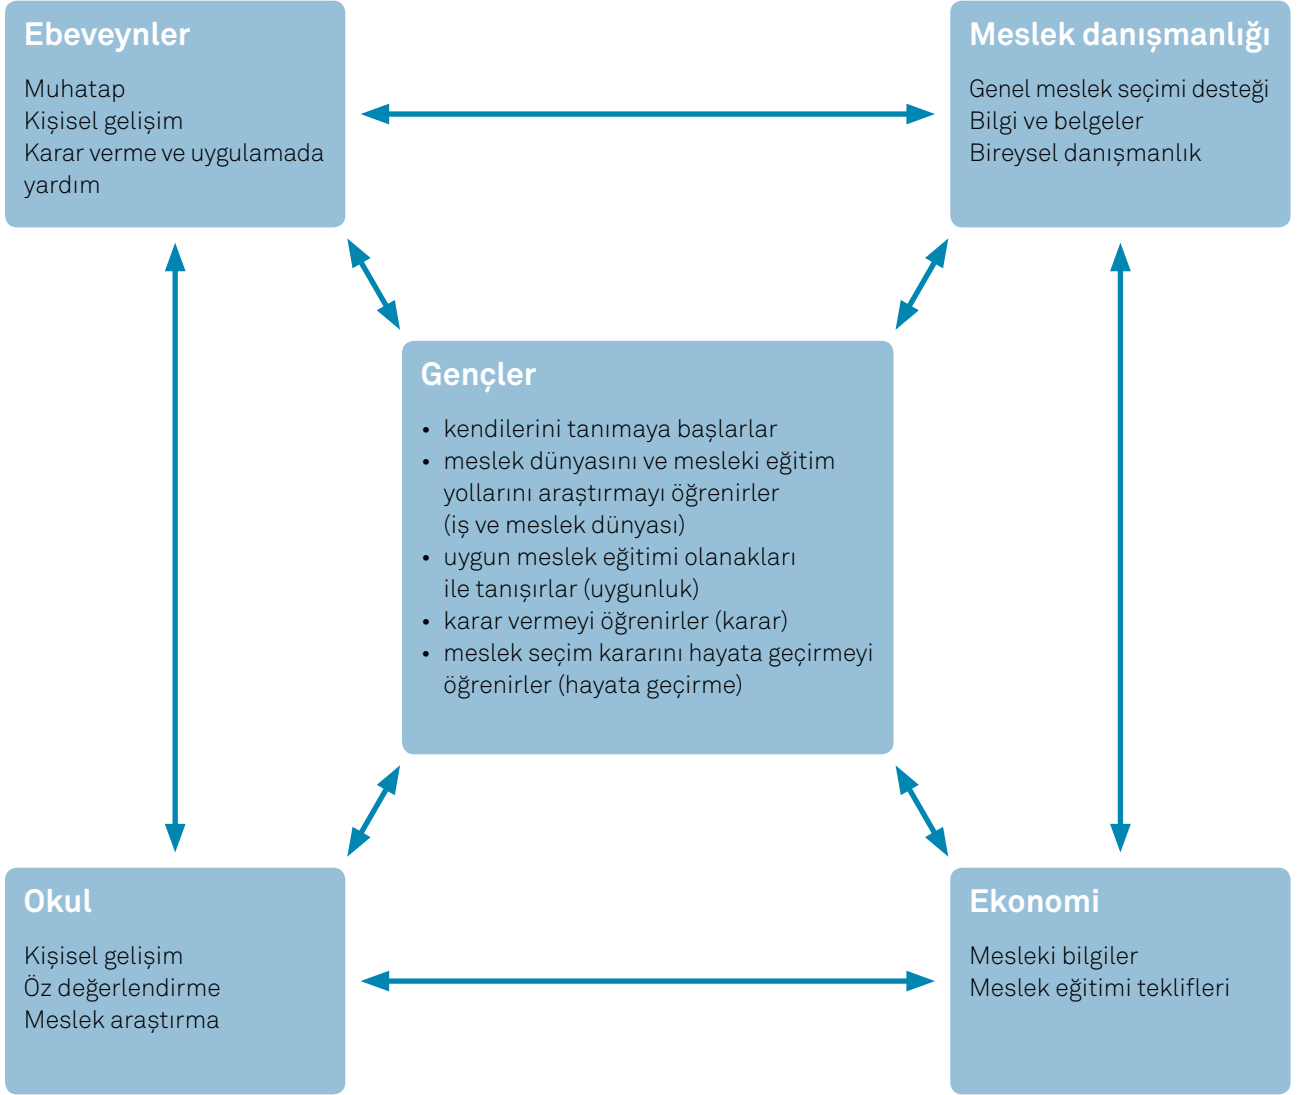 Ebeveynler
Muhatap
Kişisel gelişim
Karar verme ve uygulamada
yardım
Meslek danışmanlığı
Genel meslek seçimi desteği
Bilgi ve belgeler
Bireysel danışmanlık
Gençler
• kendilerini tanımaya başlarlar
• meslek dünyasını ve mesleki eğitim
yollarını araştırmayı öğrenirler
(iş ve meslek dünyası)
• uygun meslek eğitimi olanakları
ile tanışırlar (uygunluk)
• karar vermeyi öğrenirler (karar)
• meslek seçim kararını hayata geçirmeyi
öğrenirler (hayata geçirme)
Okul
Kişisel gelişim
Öz değerlendirme
Meslek araştırma
Ekonomi
Mesleki bilgiler
Meslek eğitimi teklifleri